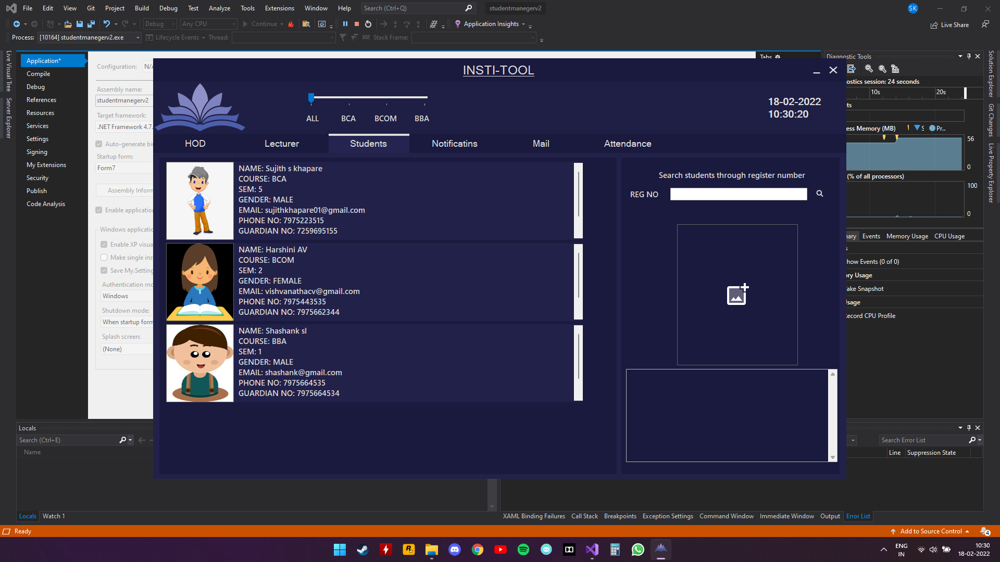 File Edit View Git Project Build Debug Test Analyze Tools Extensions Window Help Search (Ctrl+Q) studentmanegerv2 SK
Debug Any CPU Continue Application Insights Live Share
Process: [10164] studentmanegerv2.exe Lifecycle Events Thread: Stack Frame:
Live Visual Tree
Server Explorer
Application*
Compile
Debug
References
Resources
Services
Settings
Signing
My Extensions
Security
Publish
Code Analysis
Configuration: N/A
Assembly name:
studentmanegerv2
Target framework:
.NET Framework 4.7.
Auto-generate bin
Startup form:
Form7
Assembly Inform
Enable application
Windows applicatio
Enable XP visua
Make single inst
Save My.Setting
Authentication mo
Windows
Shutdown mode:
When startup form
Splash screen:
(None)
Tabs
INSTI-TOOL
ALL BCA BCOM BBA
18-02-2022
10:30:20
HOD Lecturer Students Notificatins Mail Attendance
NAME: Sujith s khapare
COURSE: BCA
SEM: 5
GENDER: MALE
EMAIL: sujithkhapare01@gmail.com
PHONE NO: 7975223515
GUARDIAN NO: 7259695155
NAME: Harshini AV
COURSE: BCOM
SEM: 2
GENDER: FEMALE
EMAIL: vishvanathacv@gmail.com
PHONE NO: 7975443535
GUARDIAN NO: 7975662344
NAME: Shashank sl
COURSE: BBA
SEM: 1
GENDER: MALE
EMAIL: shashank@gmail.com
PHONE NO: 7975664535
GUARDIAN NO: 7975664534
Search students through register number
REG NO
Diagnostic Tools
ostics session: 24 seconds
10s 20s
ts
ess Memory (MB) S Pr...
56
0
(% of all processors)
100
0
nary Events Memory Usage CPU Usage
s
how Events (0 of 0)
ry Usage
ake Snapshot
Usage
ecord CPU Profile
Solution Explorer
Git Changes
Live Property Explorer
Locals
Search (Ctrl+E)
Name
Search Error List
Line Suppression State
Locals Watch 1
XAML Binding Failures Call Stack Breakpoints Exception Settings Command Window Immediate Window Output Error List
Ready
Add to Source Control 4
ENG
IN
10:30
18-02-2022